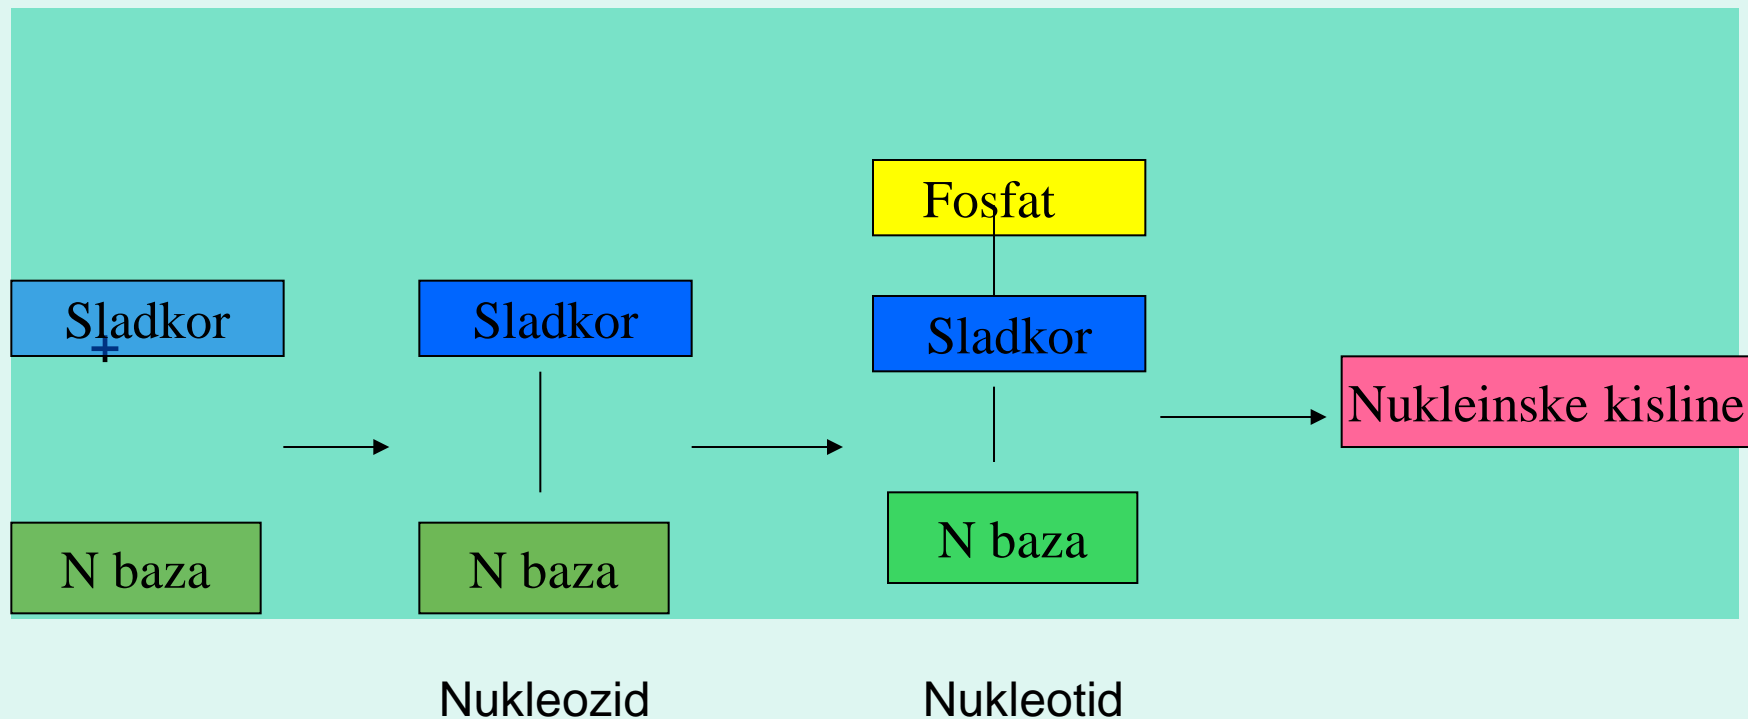 Fosfat
Sladkor
+
Sladkor
Sladkor
Nukleinske kisline
N baza
N baza
N baza
Nukleozid
Nukleotid